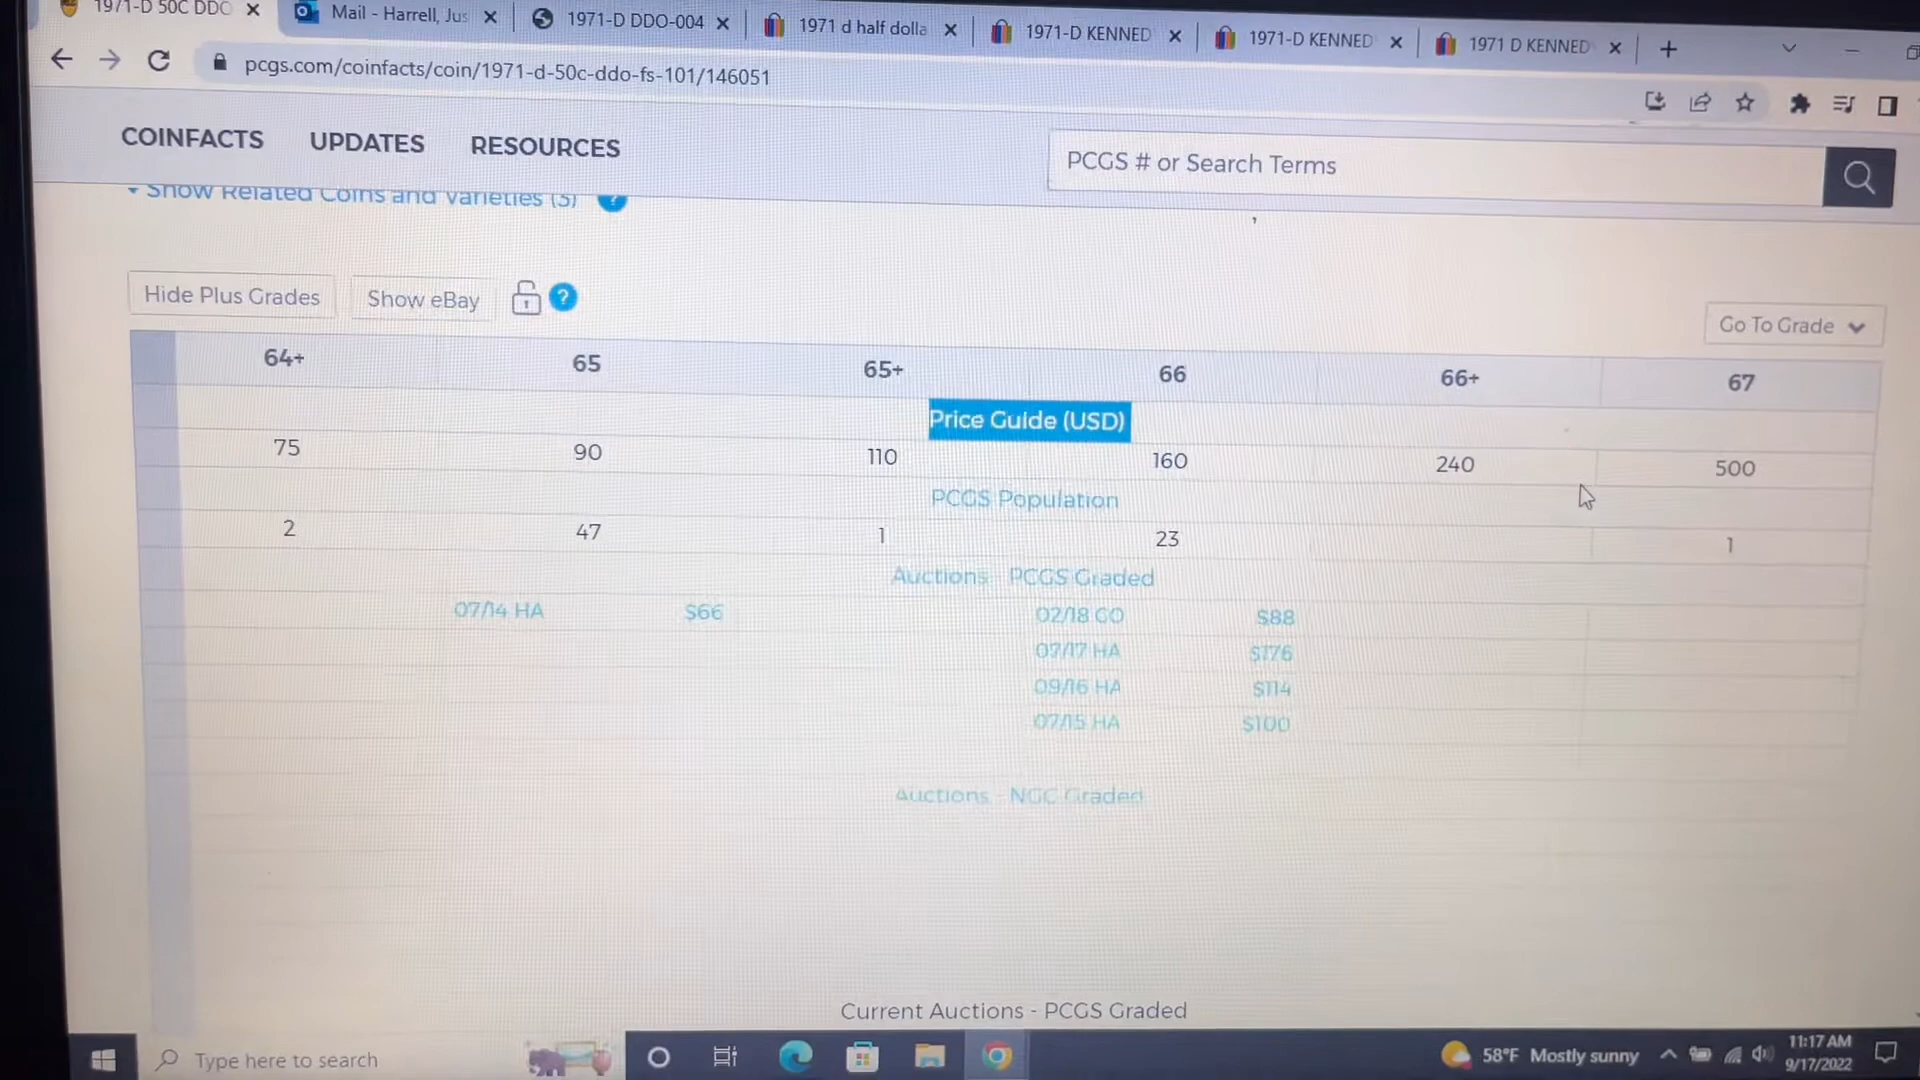 1971-D 50C DDO
Mail - Harrell, Jus
1971-D DDO-004
1971 d half dolla
1971-D KENNED
1971-D KENNED
1971 D KENNED
pcgs.com/coinfacts/coin/1971-d-50c-ddo-fs-101/146051
COINFACTS UPDATES RESOURCES
PCGS # or Search Terms
Show Related Coins and Varieties (3) ?
Hide Plus Grades Show eBay ?
Go To Grade
64+ 65 65+ 66 66+ 67
Price Guide (USD)
75 90 110 160 240 500
PCGS Population
2 47 1 23 1
Auctions - PCGS Graded
07/14 HA $66 02/18 GC $88
07/17 HA $176
09/16 HA $114
07/15 HA $100
Auctions - NGC Graded
Current Auctions - PCGS Graded
Type here to search
58°F Mostly sunny
11:17 AM
9/17/2022